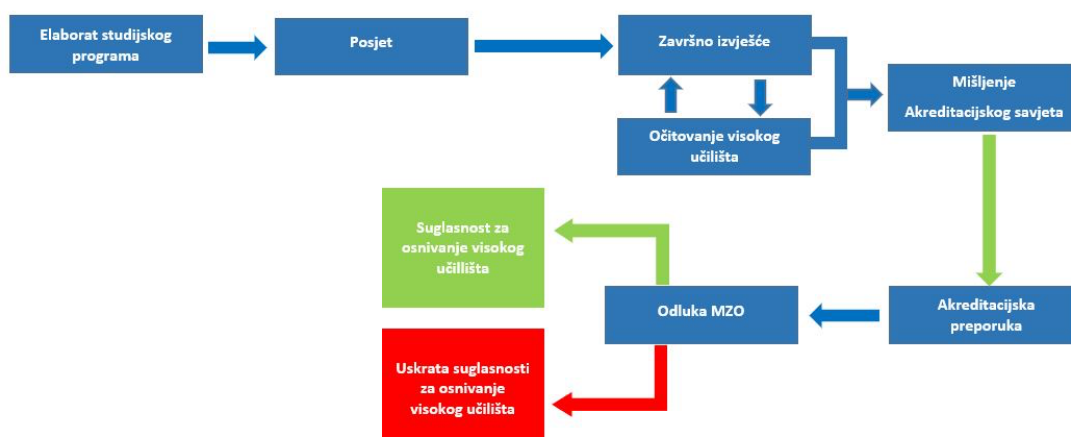 Elaborat studijskog
programa
Posjet
Završno izvješće
Očitovanje visokog
učilišta
Mišljenje
Akreditacijskog savjeta
Akreditacijska
preporuka
Odluka MZO
Suglasnost za
osnivanje visokog
učillišta
Uskrata suglasnosti
za osnivanje
visokog učilišta